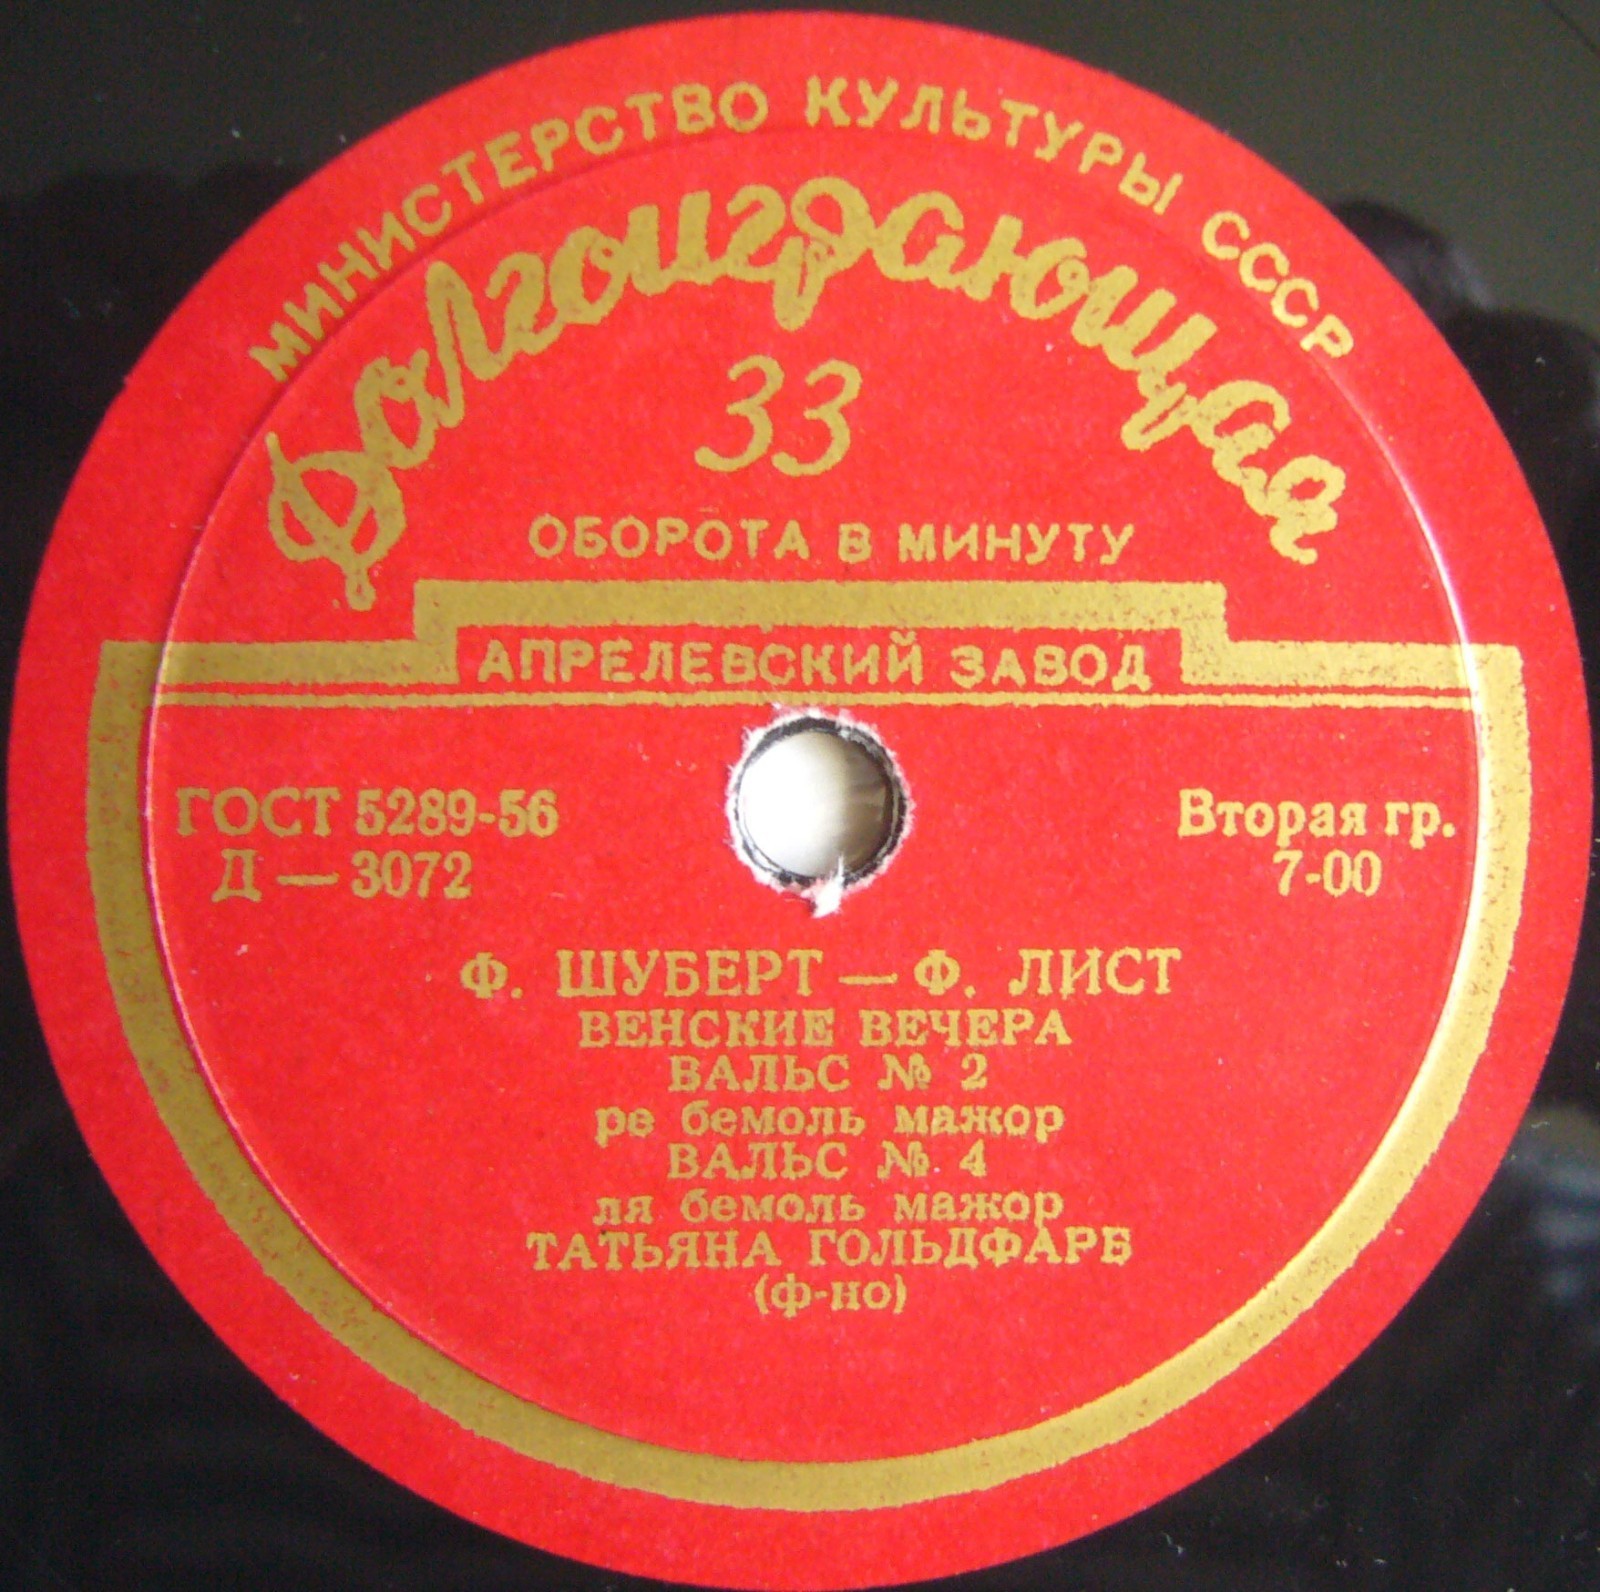 МИНИСТЕРСТВО КУЛЬТУРЫ СССР
Долгоиграющая
33
ОБОРОТА В МИНУТУ
АПРЕЛЕВСКИЙ ЗАВОД
ГОСТ 5289-56
Д — 3072
Вторая гр.
7-00
Ф. ШУБЕРТ — Ф. ЛИСТ
ВЕНСКИЕ ВЕЧЕРА
ВАЛЬС № 2
ре бемоль мажор
ВАЛЬС № 4
ля бемоль мажор
ТАТЬЯНА ГОЛЬДФАРБ
(ф-но)